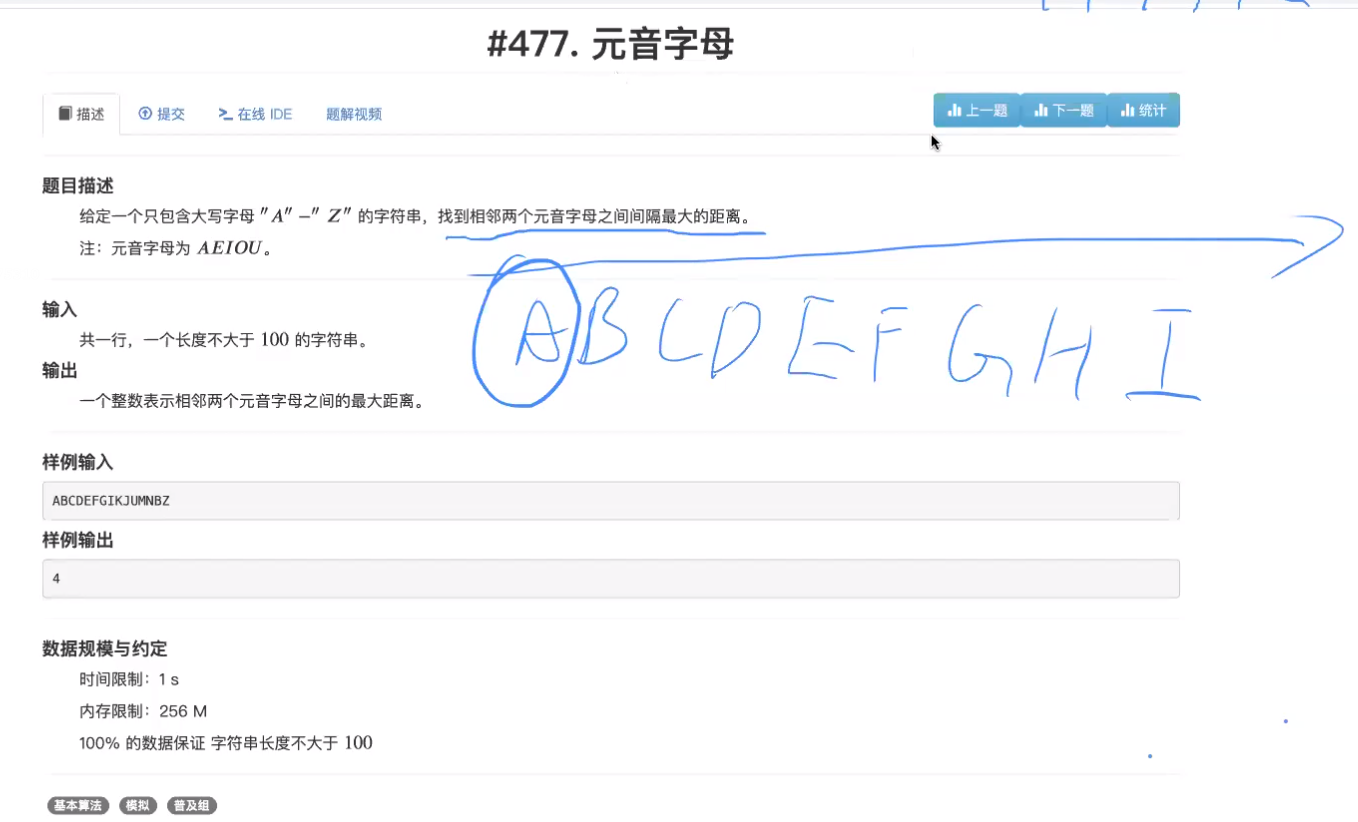 #477. 元音字母
描述 提交 在线 IDE 题解视频 上一题 下一题 统计
题目描述
给定一个只包含大写字母 "A" −" Z" 的字符串，找到相邻两个元音字母之间间隔最大的距离。
注：元音字母为 AEIOU。
A B C D E F G H I
输入
共一行，一个长度不大于 100 的字符串。
输出
一个整数表示相邻两个元音字母之间的最大距离。
样例输入
ABCDEFGIKJUMNBZ
样例输出
4
数据规模与约定
时间限制：1 s
内存限制：256 M
100% 的数据保证 字符串长度不大于 100
基本算法 模拟 普及组